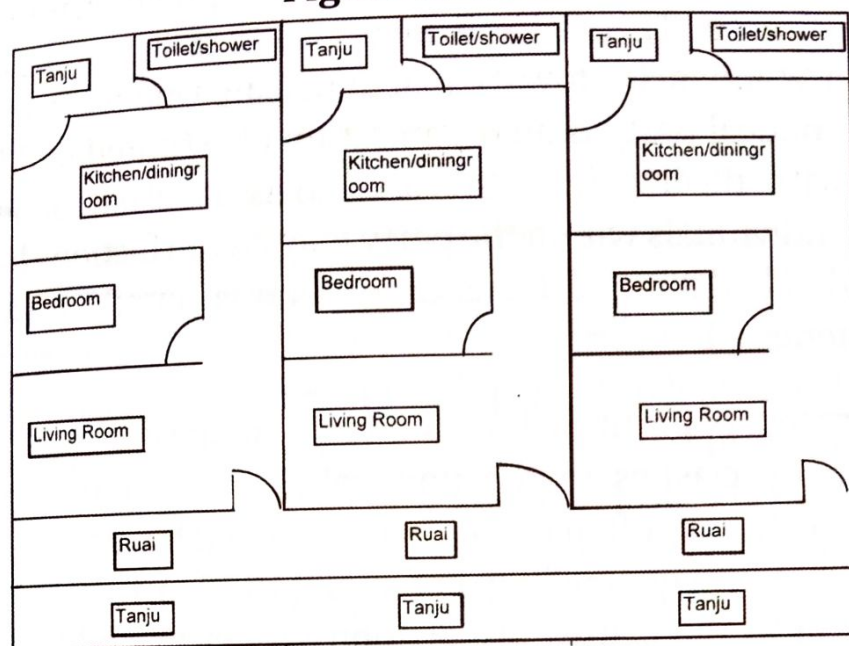 Tanju
Toilet/shower
Tanju
Toilet/shower
Tanju
Toilet/shower
Kitchen/diningr
oom
Kitchen/diningr
oom
Kitchen/diningr
oom
Bedroom
Bedroom
Bedroom
Living Room
Living Room
Living Room
Ruai
Ruai
Ruai
Tanju
Tanju
Tanju